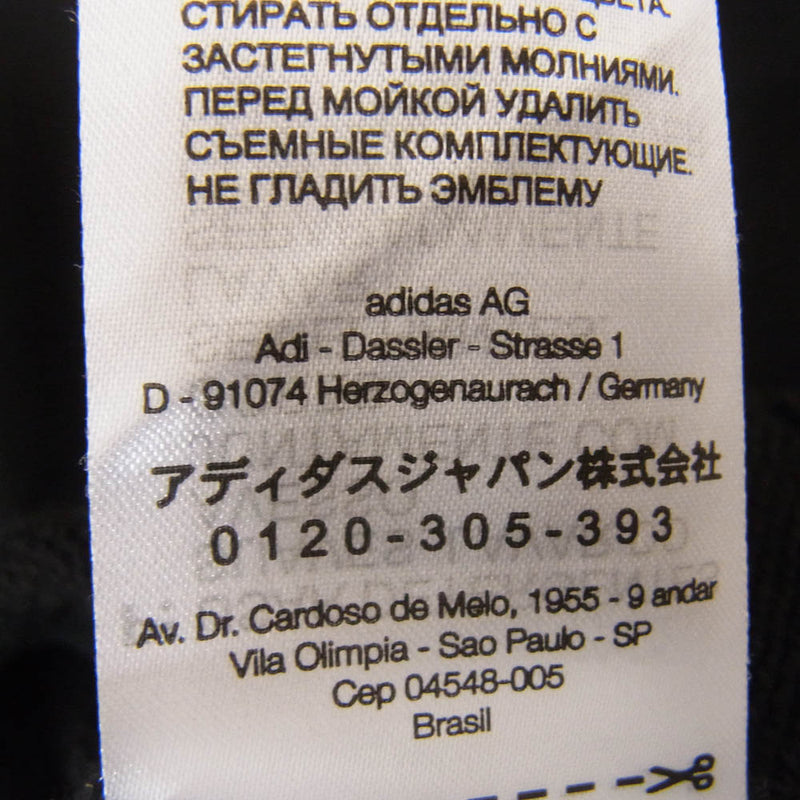 ЦВЕТА.
СТИРАТЬ ОТДЕЛЬНО С
ЗАСТЕГНУТЫМИ МОЛНИЯМИ.
ПЕРЕД МОЙКОЙ УДАЛИТЬ
СЪЕМНЫЕ КОМПЛЕКТУЮЩИЕ.
НЕ ГЛАДИТЬ ЭМБЛЕМУ
adidas AG
Adi - Dassler - Strasse 1
D - 91074 Herzogenaurach / Germany
アディダスジャパン株式会社
0120-305-393
Av. Dr. Cardoso de Melo, 1955 - 9 andar
Vila Olimpia - Sao Paulo - SP
Cep 04548-005
Brasil